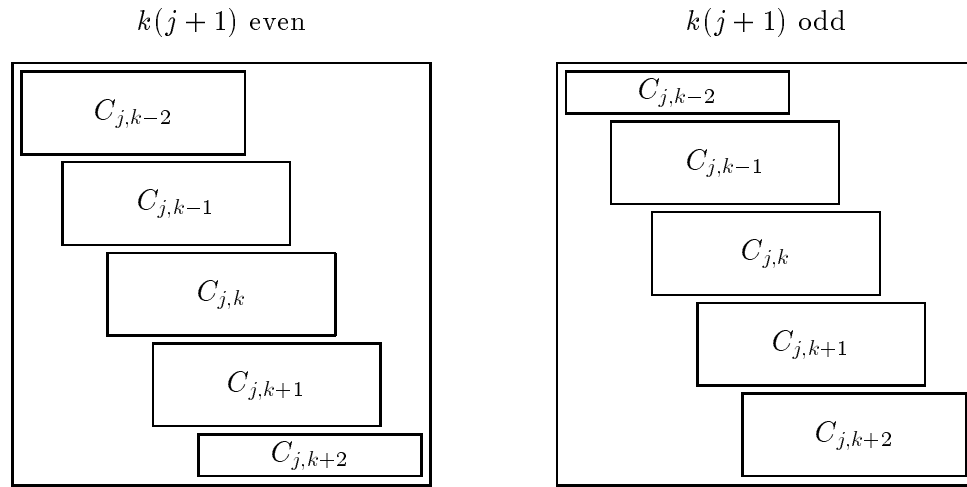 k(j + 1) even
C_{j,k−2}
C_{j,k−1}
C_{j,k}
C_{j,k+1}
C_{j,k+2}
k(j + 1) odd
C_{j,k−2}
C_{j,k−1}
C_{j,k}
C_{j,k+1}
C_{j,k+2}